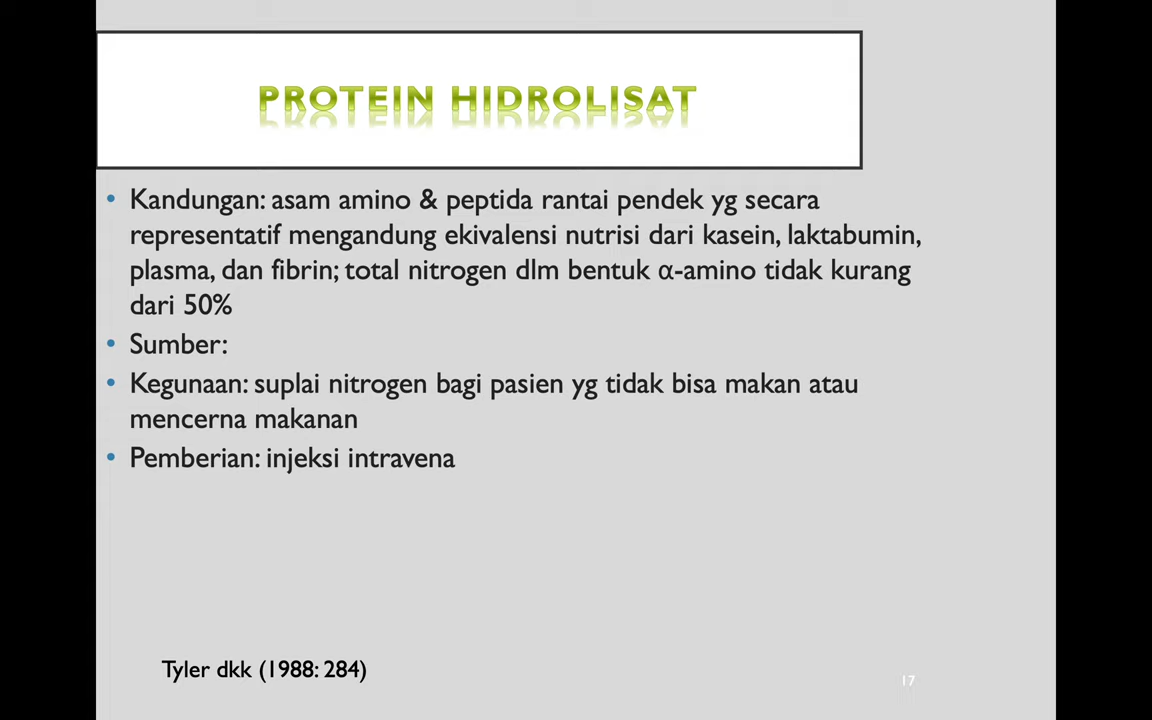 PROTEIN HIDROLISAT
• Kandungan: asam amino & peptida rantai pendek yg secara
representatif mengandung ekivalensi nutrisi dari kasein, laktabumin,
plasma, dan fibrin; total nitrogen dlm bentuk α-amino tidak kurang
dari 50%
• Sumber:
• Kegunaan: suplai nitrogen bagi pasien yg tidak bisa makan atau
mencerna makanan
• Pemberian: injeksi intravena
Tyler dkk (1988: 284)
17